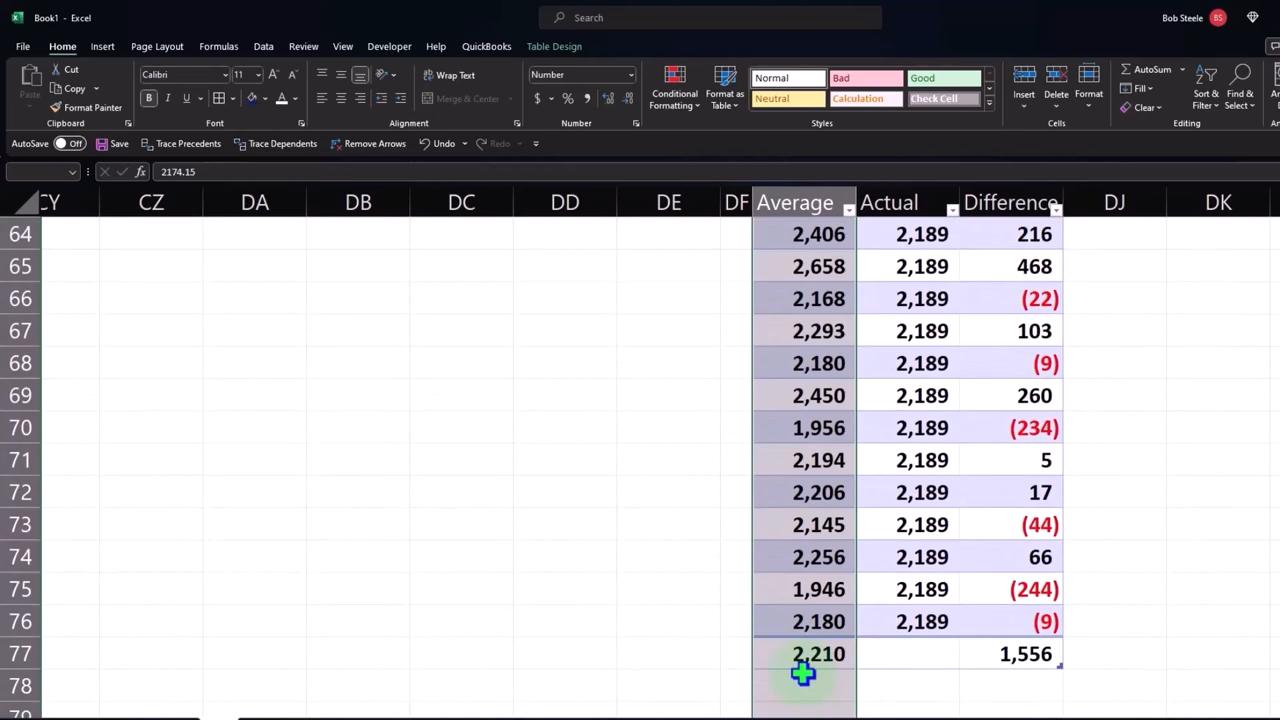 Book1 - Excel
Search
Bob Steele BS
File Home Insert Page Layout Formulas Data Review View Developer Help QuickBooks Table Design
Paste
Cut
Copy
Format Painter
Clipboard
Calibri 11 A A
B I U A
Font
Wrap Text
Merge & Center
Alignment
Number
$ % ,
Number
Conditional Formatting
Format as Table
Normal Bad Good
Neutral Calculation Check Cell
Styles
Insert Delete Format
Cells
AutoSum
Fill
Clear
Sort & Filter
Find & Select
Editing
AutoSave Off Save Trace Precedents Trace Dependents Remove Arrows Undo Redo
fx 2174.15
CY CZ DA DB DC DD DE DF Average Actual Difference DJ DK
64 2,406 2,189 216
65 2,658 2,189 468
66 2,168 2,189 (22)
67 2,293 2,189 103
68 2,180 2,189 (9)
69 2,450 2,189 260
70 1,956 2,189 (234)
71 2,194 2,189 5
72 2,206 2,189 17
73 2,145 2,189 (44)
74 2,256 2,189 66
75 1,946 2,189 (244)
76 2,180 2,189 (9)
77 2,210 1,556
78